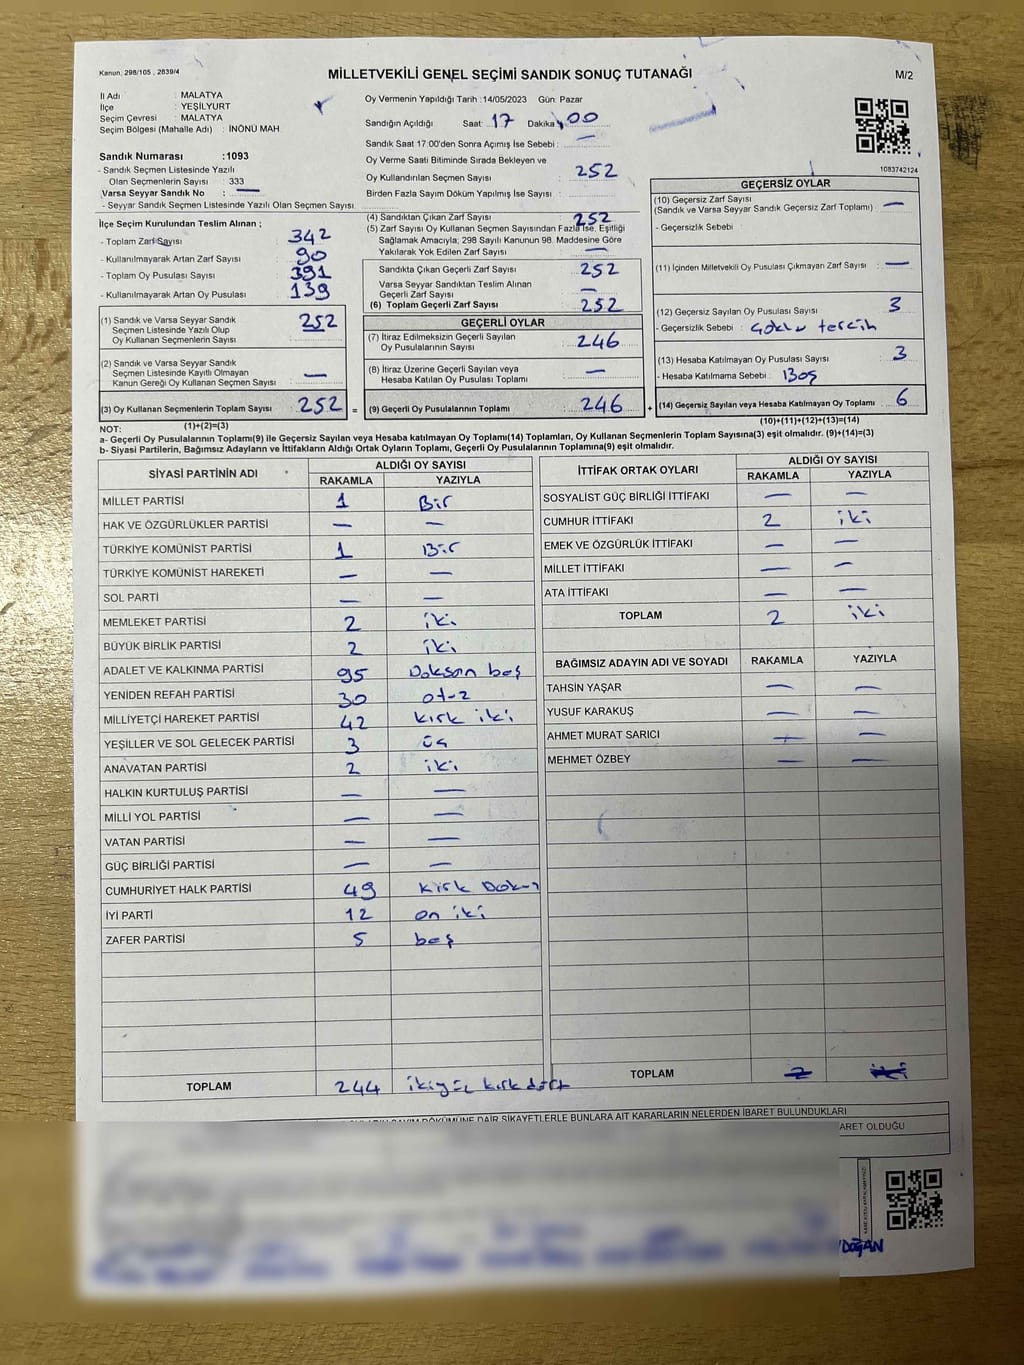 Kanun, 298/105 , 2839/4
MİLLETVEKİLİ GENEL SEÇİMİ SANDIK SONUÇ TUTANAĞI
M/2
İl Adı : MALATYA
İlçe : YEŞİLYURT
Seçim Çevresi : MALATYA
Seçim Bölgesi (Mahalle Adı) : İNÖNÜ MAH
Sandık Numarası :1093
- Sandık Seçmen Listesinde Yazılı
Olan Seçmenlerin Sayısı : 333
Varsa Seyyar Sandık No : —
- Seyyar Sandık Seçmen Listesinde Yazılı Olan Seçmen Sayısı
Oy Vermenin Yapıldığı Tarih :14/05/2023 Gün: Pazar
Sandığın Açıldığı Saat: 17 Dakika: 00
Sandık Saat 17:00'den Sonra Açımış İse Sebebi : —
Oy Verme Saati Bitiminde Sırada Bekleyen ve
Oy Kullandırılan Seçmen Sayısı : 252
Birden Fazla Sayım Döküm Yapılmış İse Sayısı :
1083742124
İlçe Seçim Kurulundan Teslim Alınan ;
- Toplam Zarf Sayısı : 342
- Kullanılmayarak Artan Zarf Sayısı : 90
- Toplam Oy Pusulası Sayısı : 391
- Kullanılmayarak Artan Oy Pusulası : 139
(1) Sandık ve Varsa Seyyar Sandık
Seçmen Listesinde Yazılı Olup
Oy Kullanan Seçmenlerin Sayısı : 252
(2) Sandık ve Varsa Seyyar Sandık
Seçmen Listesinde Kayıtlı Olmayan
Kanun Gereği Oy Kullanan Seçmen Sayısı : —
(3) Oy Kullanan Seçmenlerin Toplam Sayısı : 252 =
(1)+(2)=(3)
(4) Sandıktan Çıkan Zarf Sayısı : 252
(5) Zarf Sayısı Oy Kullanan Seçmen Sayısından Fazla İse, Eşitliği
Sağlamak Amacıyla; 298 Sayılı Kanunun 98. Maddesine Göre
Yakılarak Yok Edilen Zarf Sayısı : —
Sandıkta Çıkan Geçerli Zarf Sayısı : 252
Varsa Seyyar Sandıktan Teslim Alınan
Geçerli Zarf Sayısı : —
(6) Toplam Geçerli Zarf Sayısı : 252
GEÇERLİ OYLAR
(7) İtiraz Edilmeksizin Geçerli Sayılan
Oy Pusulalarının Sayısı : 246
(8) İtiraz Üzerine Geçerli Sayılan veya
Hesaba Katılan Oy Pusulası Toplamı : —
(9) Geçerli Oy Pusulalarının Toplamı : 246 +
GEÇERSİZ OYLAR
(10) Geçersiz Zarf Sayısı
(Sandık ve Varsa Seyyar Sandık Geçersiz Zarf Toplamı) : —
- Geçersizlik Sebebi :
(11) İçinden Milletvekili Oy Pusulası Çıkmayan Zarf Sayısı : —
(12) Geçersiz Sayılan Oy Pusulası Sayısı : 3
- Geçersizlik Sebebi : çoklu tercih
(13) Hesaba Katılmayan Oy Pusulası Sayısı : 3
- Hesaba Katılmama Sebebi : Boş
(14) Geçersiz Sayılan veya Hesaba Katılmayan Oy Toplamı : 6
(10)+(11)+(12)+(13)=(14)
NOT:
a- Geçerli Oy Pusulaların Toplamı(9) ile Geçersiz Sayılan veya Hesaba katılmayan Oy Toplamı(14) Toplamları, Oy Kullanan Seçmenlerin Toplam Sayısına(3) eşit olmalıdır. (9)+(14)=(3)
b- Siyasi Partilerin, Bağımsız Adayların ve İttifakların Aldığı Ortak Oyların Toplamı, Geçerli Oy Pusulalarının Toplamına(9) eşit olmalıdır.
SİYASİ PARTİNİN ADI ALDIĞI OY SAYISI
RAKAMLA YAZIYLA
MİLLET PARTİSİ 1 Bir
HAK VE ÖZGÜRLÜKLER PARTİSİ — —
TÜRKİYE KOMÜNİST PARTİSİ 1 Bir
TÜRKİYE KOMÜNİST HAREKETİ — —
SOL PARTİ — —
MEMLEKET PARTİSİ 2 iki
BÜYÜK BİRLİK PARTİSİ 2 iki
ADALET VE KALKINMA PARTİSİ 95 Doksan beş
YENİDEN REFAH PARTİSİ 30 otuz
MİLLİYETÇİ HAREKET PARTİSİ 42 kırk iki
YEŞİLLER VE SOL GELECEK PARTİSİ 3 üç
ANAVATAN PARTİSİ 2 iki
HALKIN KURTULUŞ PARTİSİ — —
MİLLİ YOL PARTİSİ — —
VATAN PARTİSİ — —
GÜÇ BİRLİĞİ PARTİSİ — —
CUMHURİYET HALK PARTİSİ 49 kırk Dokuz
İYİ PARTİ 12 on iki
ZAFER PARTİSİ 5 beş
TOPLAM 244 ikiyüz kırk dört
İTTİFAK ORTAK OYLARI ALDIĞI OY SAYISI
RAKAMLA YAZIYLA
SOSYALİST GÜÇ BİRLİĞİ İTTİFAKI — —
CUMHUR İTTİFAKI 2 iki
EMEK VE ÖZGÜRLÜK İTTİFAKI — —
MİLLET İTTİFAKI — —
ATA İTTİFAKI — —
TOPLAM 2 iki
BAĞIMSIZ ADAYIN ADI VE SOYADI RAKAMLA YAZIYLA
TAHSİN YAŞAR — —
YUSUF KARAKUŞ — —
AHMET MURAT SARICI — —
MEHMET ÖZBEY — —
TOPLAM 2 iki
SAYIM DÖKÜMÜNE DAİR ŞİKAYETLERLE BUNLARA AİT KARARLARIN NELERDEN İBARET BULUNDUKLARI
ARET OLDUĞU
DOĞAN